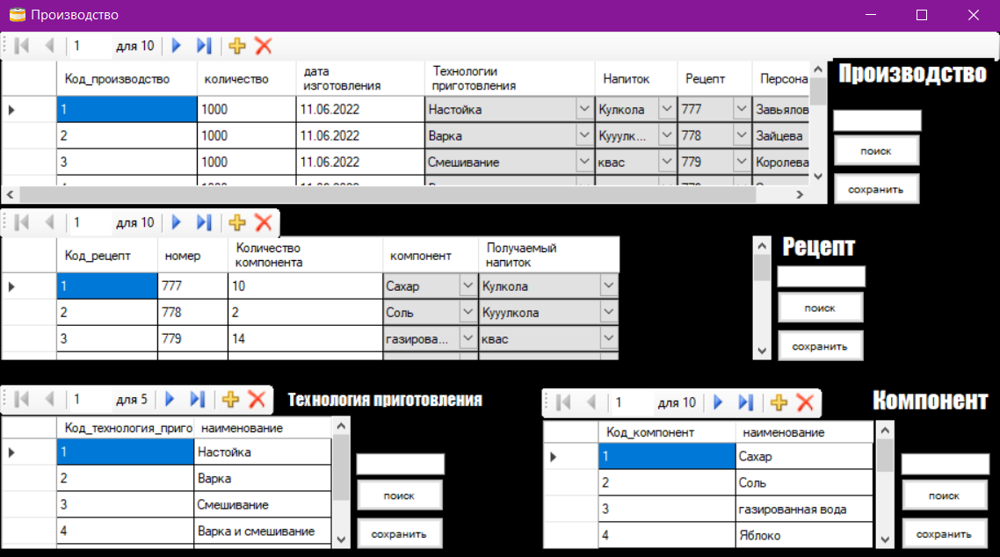 Производство
1 для 10
Код_производство количество дата изготовления Технологии приготовления Напиток Рецепт Персона
Производство
1 1000 11.06.2022 Настойка Кулкола 777 Завьялов
2 1000 11.06.2022 Варка Кууулк... 778 Зайцева
поиск
3 1000 11.06.2022 Смешивание квас 779 Королева
сохранить
1 для 10
Код_рецепт номер Количество компонента компонент Получаемый напиток
Рецепт
1 777 10 Сахар Кулкола
2 778 2 Соль Кууулкола
поиск
3 779 14 газирова... квас
сохранить
1 для 5
Технология приготовления
Код_технология_приго наименование
1 Настойка
2 Варка
3 Смешивание
4 Варка и смешивание
поиск
сохранить
1 для 10
Компонент
Код_компонент наименование
1 Сахар
2 Соль
3 газированная вода
4 Яблоко
поиск
сохранить